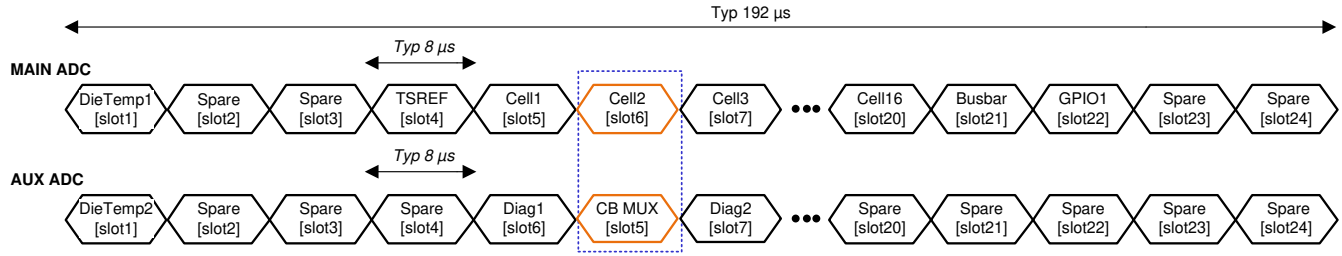 Typ 192 µs
Typ 8 µs
MAIN ADC
DieTemp1 Spare Spare TSREF Cell1 Cell2 Cell3 ••• Cell16 Busbar GPIO1 Spare Spare
[slot1] [slot2] [slot3] [slot4] [slot5] [slot6] [slot7] [slot20] [slot21] [slot22] [slot23] [slot24]
Typ 8 µs
AUX ADC
DieTemp2 Spare Spare Spare Diag1 CB MUX Diag2 ••• Spare Spare Spare Spare Spare
[slot1] [slot2] [slot3] [slot4] [slot6] [slot5] [slot7] [slot20] [slot21] [slot22] [slot23] [slot24]